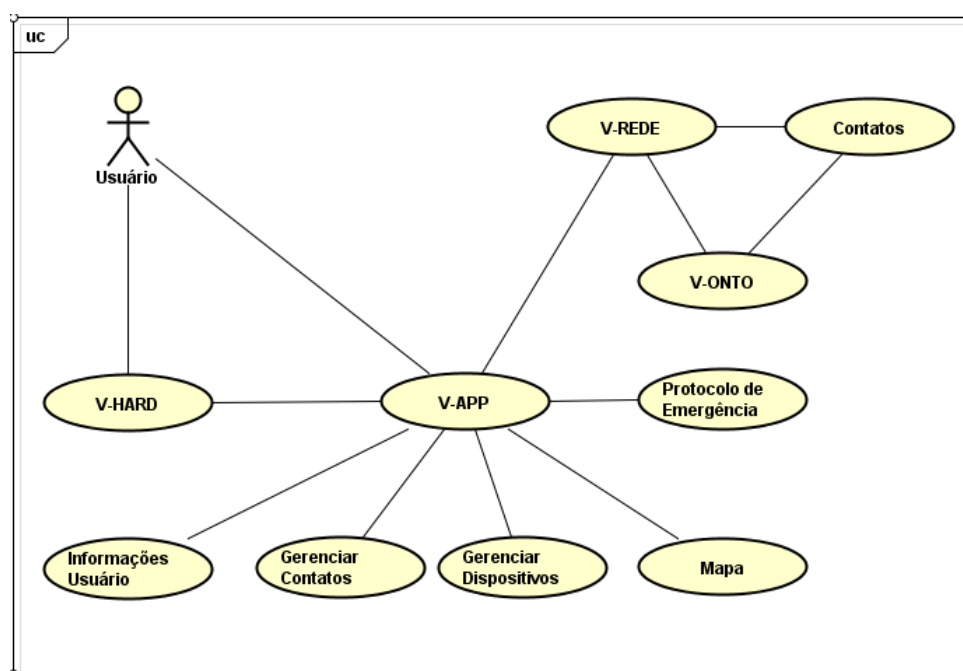 uc
Usuário
V-REDE
Contatos
V-ONTO
V-HARD
V-APP
Protocolo de
Emergência
Informações
Usuário
Gerenciar
Contatos
Gerenciar
Dispositivos
Mapa